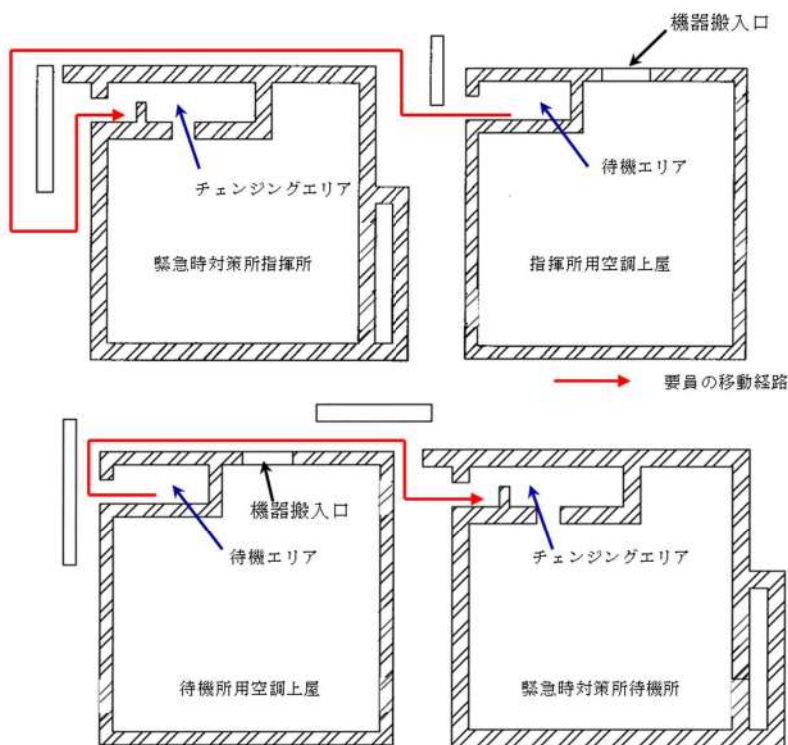 機器搬入口
チェンジングエリア
待機エリア
緊急時対策所指揮所
指揮所用空調上屋
要員の移動経路
機器搬入口
待機エリア
チェンジングエリア
待機所用空調上屋
緊急時対策所待機所